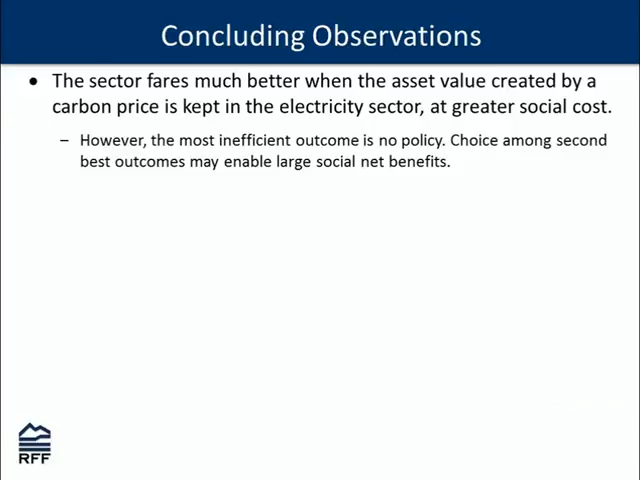 Concluding Observations
• The sector fares much better when the asset value created by a
carbon price is kept in the electricity sector, at greater social cost.
– However, the most inefficient outcome is no policy. Choice among second
best outcomes may enable large social net benefits.
RFF